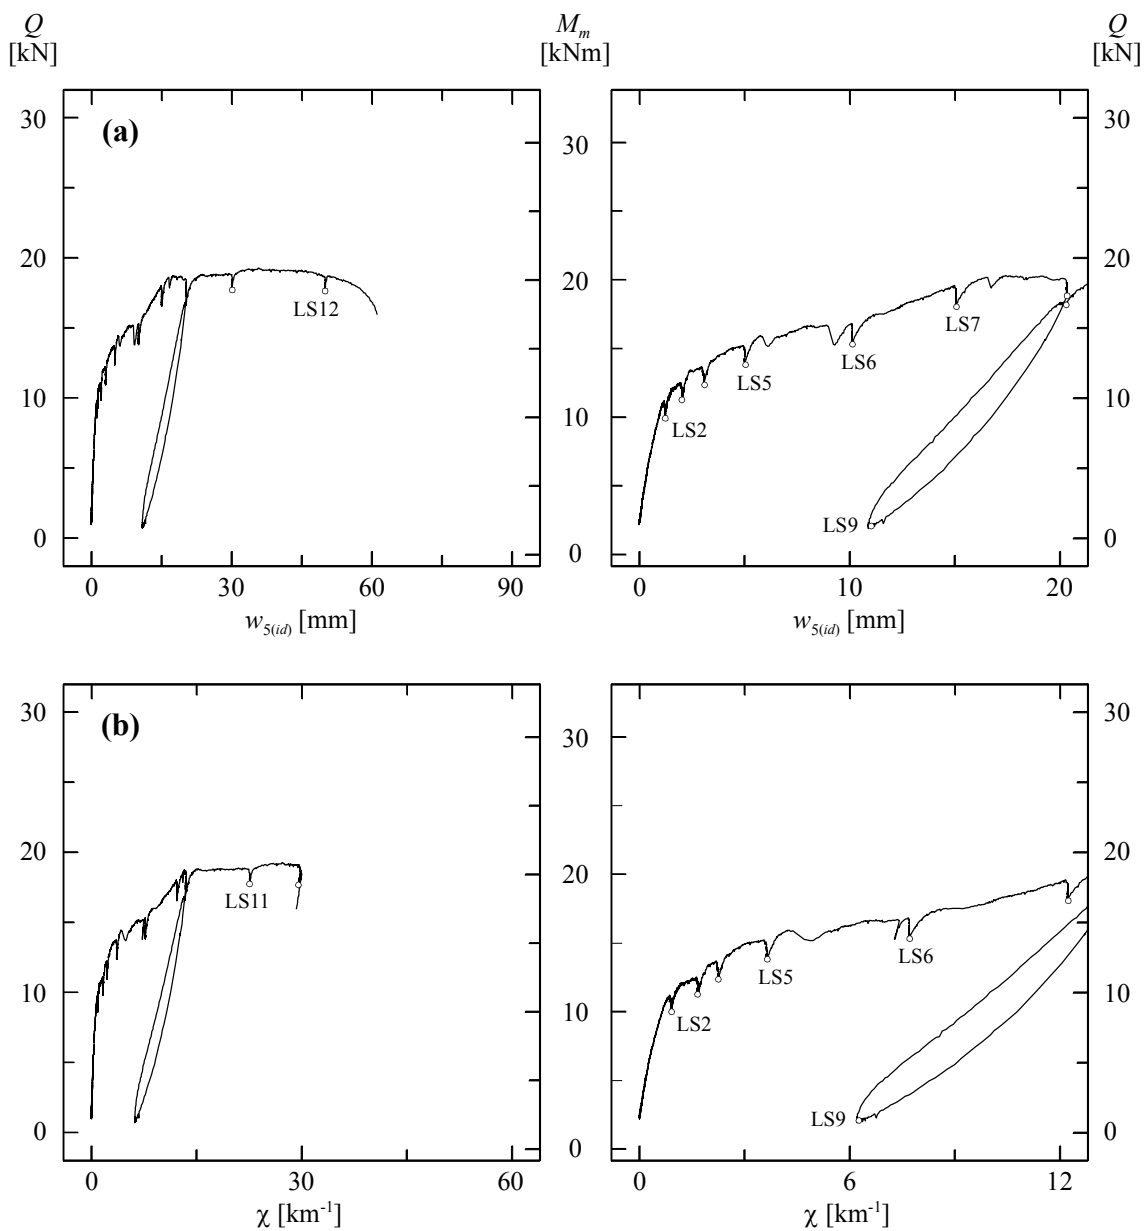 Q M_m Q
[kN] [kNm] [kN]
(a)
30 30 30
20 20 20
LS12 LS7
LS6
LS5
10 10 10
LS2
LS9
0 0 0
0 30 60 90 0 10 20
w_5(id) [mm] w_5(id) [mm]
(b)
30 30 30
20 20 20
LS11
LS6
LS5
LS2
10 10 10
LS9
0 0 0
0 30 60 0 6 12
χ [km⁻¹] χ [km⁻¹]